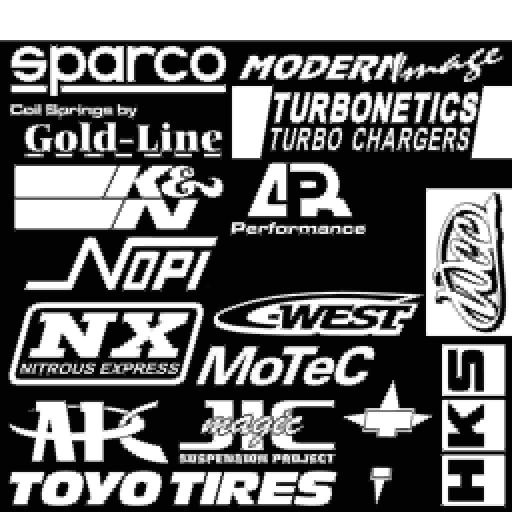 sparco
MODERN Image
Coil Springs by
Gold-Line
TURBONETICS
TURBO CHARGERS
K&N
APR
Performance
NOPI
NX
NITROUS EXPRESS
C-WEST
MoTeC
HKS
magic
SUSPENSION PROJECT
TOYO TIRES